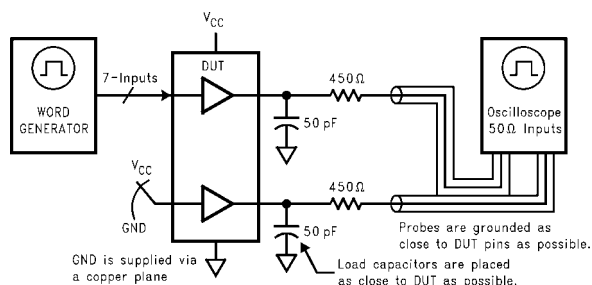 VCC
DUT
7-Inputs
WORD
GENERATOR
450Ω
50 pF
Oscilloscope
50Ω Inputs
VCC
GND
450Ω
50 pF
Probes are grounded as
close to DUT pins as possible.
GND is supplied via
a copper plane
Load capacitors are placed
as close to DUT as possible.